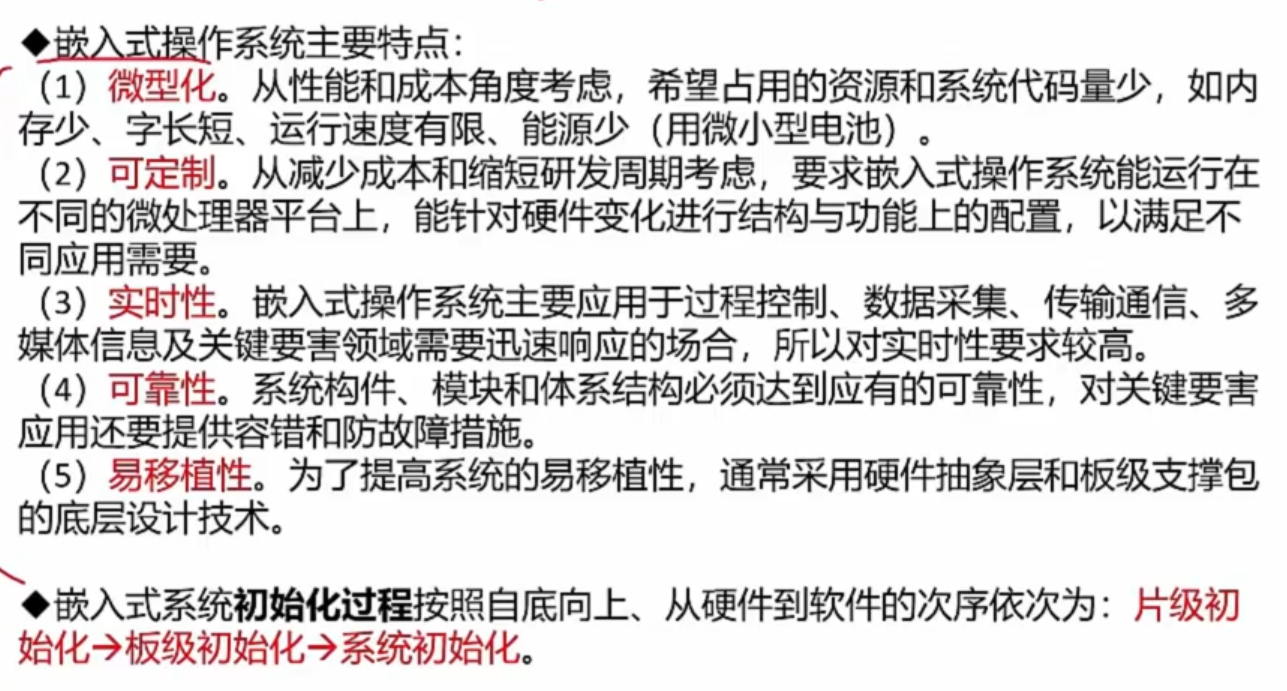 ◆嵌入式操作系统主要特点：
（1）微型化。从性能和成本角度考虑，希望占用的资源和系统代码量少，如内
存少、字长短、运行速度有限、能源少（用微小型电池）。
（2）可定制。从减少成本和缩短研发周期考虑，要求嵌入式操作系统能运行在
不同的微处理器平台上，能针对硬件变化进行结构与功能上的配置，以满足不
同应用需要。
（3）实时性。嵌入式操作系统主要应用于过程控制、数据采集、传输通信、多
媒体信息及关键要害领域需要迅速响应的场合，所以对实时性要求较高。
（4）可靠性。系统构件、模块和体系结构必须达到应有的可靠性，对关键要害
应用还要提供容错和防故障措施。
（5）易移植性。为了提高系统的易移植性，通常采用硬件抽象层和板级支撑包
的底层设计技术。
◆嵌入式系统初始化过程按照自底向上、从硬件到软件的次序依次为：片级初
始化→板级初始化→系统初始化。